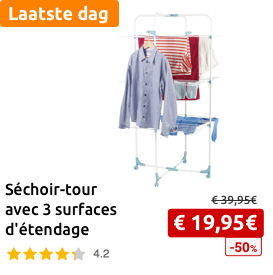 Laatste dag
Séchoir-tour
avec 3 surfaces
d'étendage
4.2
€ 39,95€
€ 19,95€
-50%